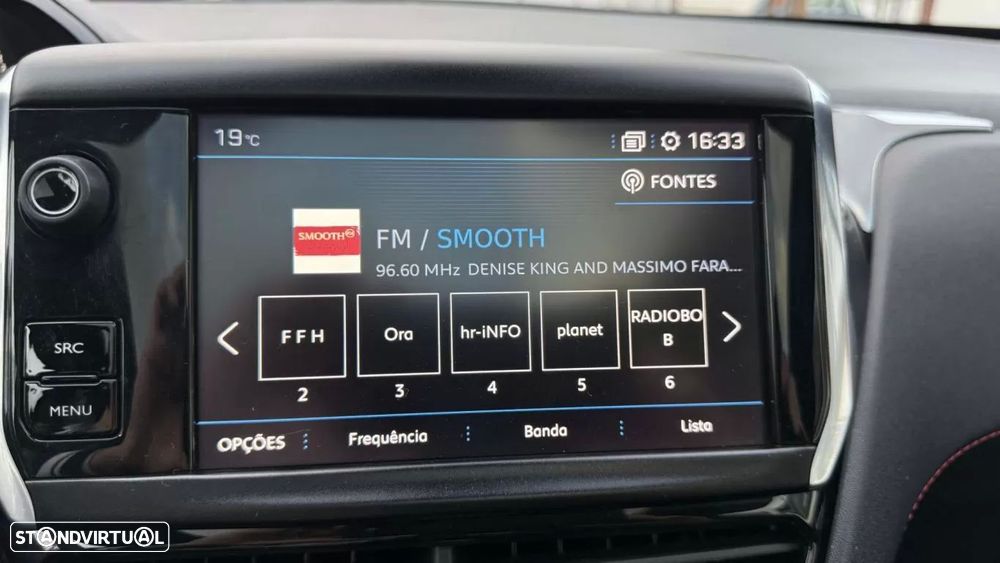 19 °C
16:33
FONTES
SMOOTH FM
FM / SMOOTH
96.60 MHz DENISE KING AND MASSIMO FARA...
FFH
Ora
hr-iNFO
planet
RADIOBO
B
2
3
4
5
6
SRC
MENU
OPÇÕES
Frequência
Banda
Lista
STANDVIRTUAL